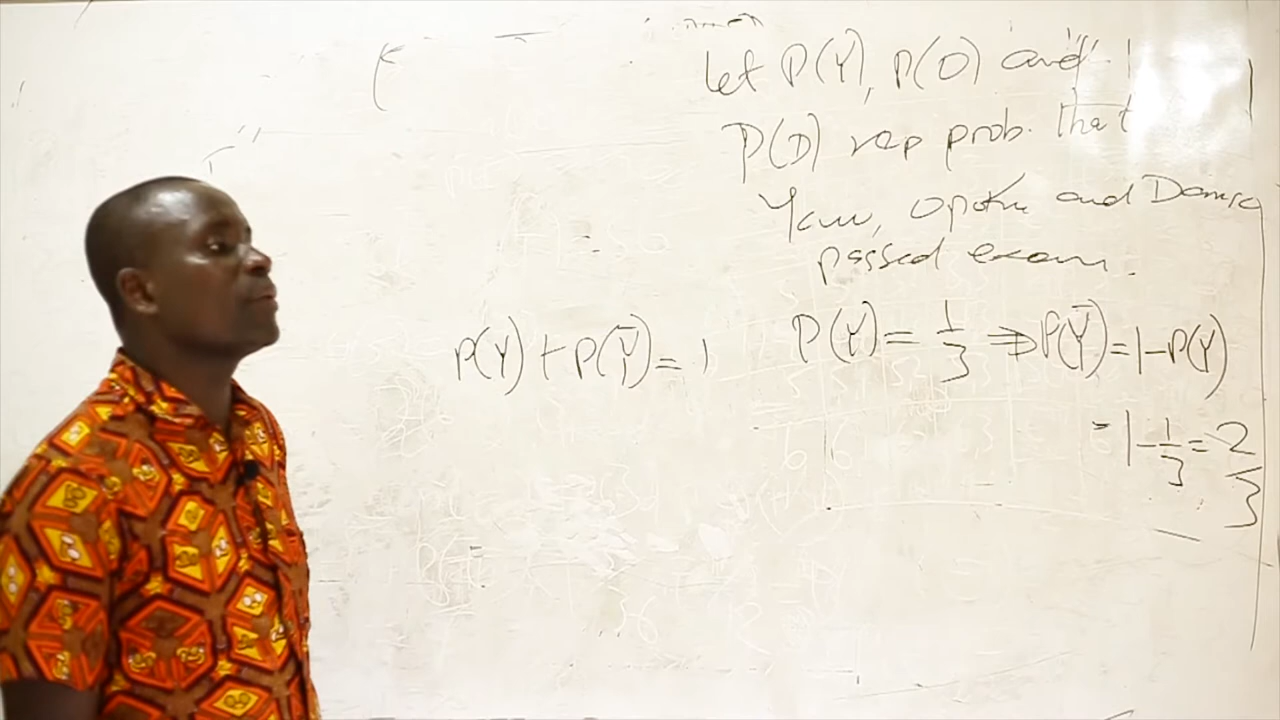 Let P(Y), P(O) and
P(D) rep prob. that
Yaw, Opoku and Danso
passed exam.
P(Y) + P(Ȳ) = 1
P(Y) = 1/3 ⇒ P(Ȳ) = 1 - P(Y)
= 1 - 1/3 = 2/3